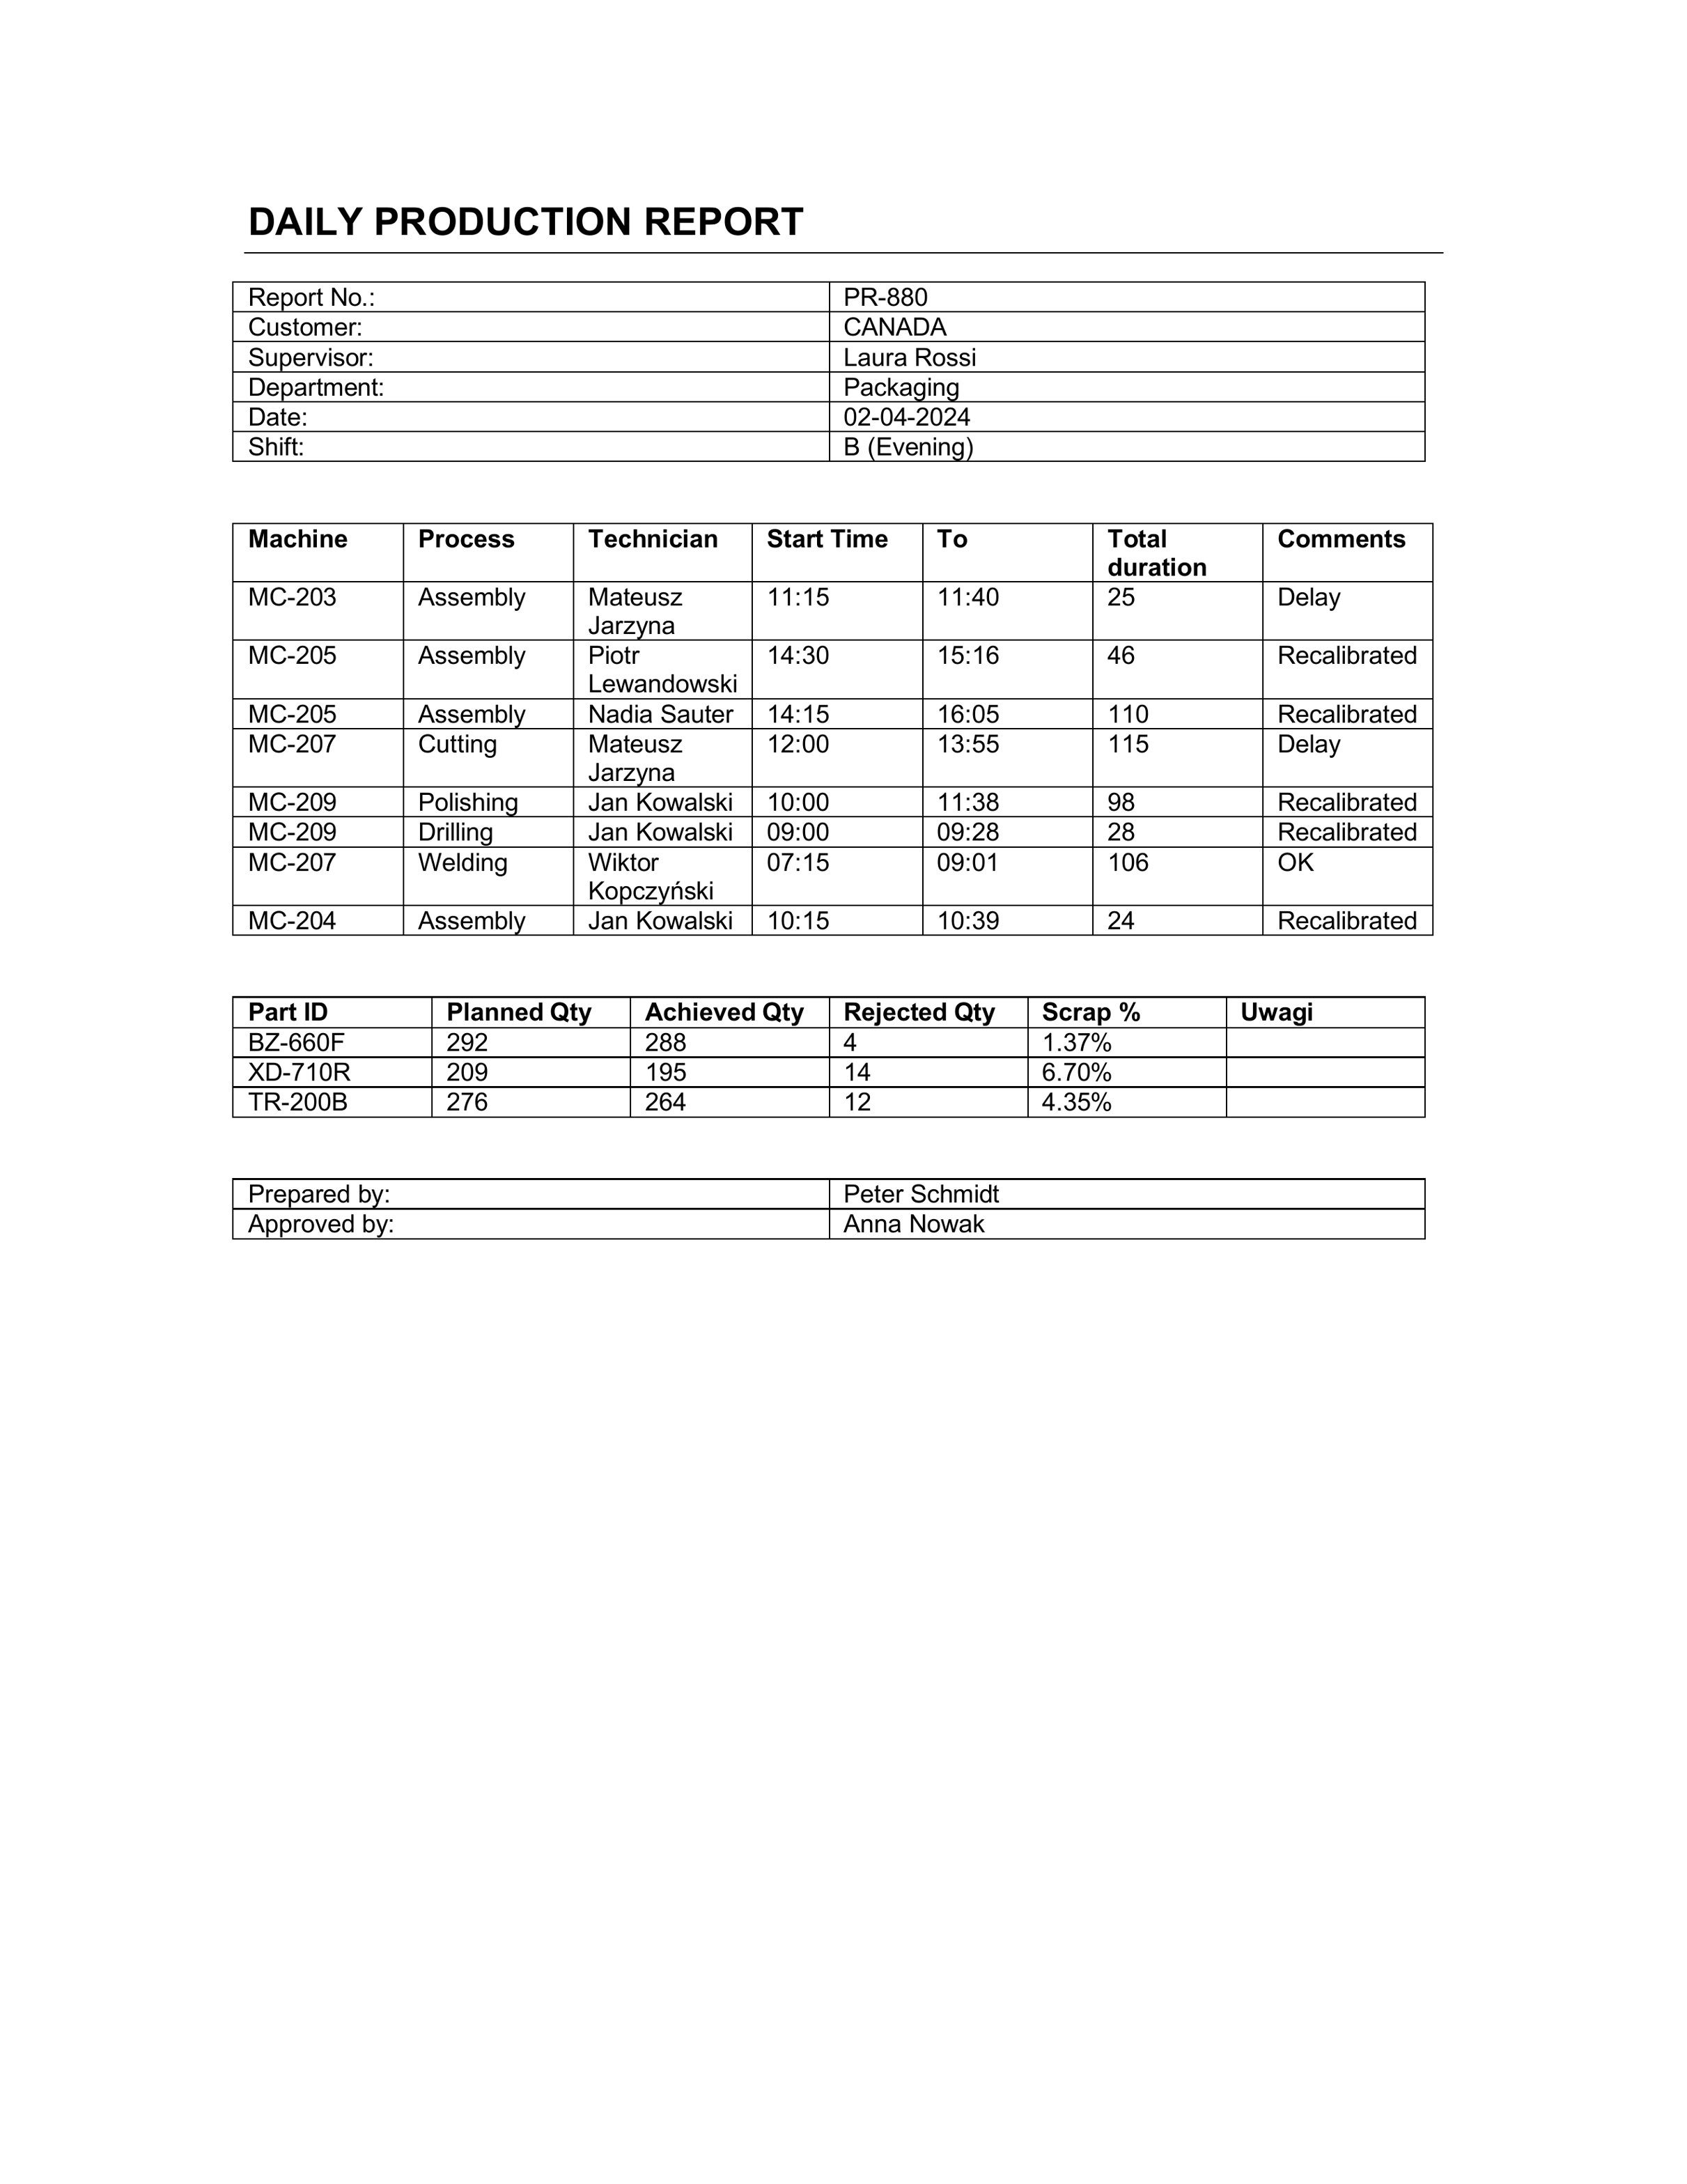 DAILY PRODUCTION REPORT
Report No.: PR-880
Customer: CANADA
Supervisor: Laura Rossi
Department: Packaging
Date: 02-04-2024
Shift: B (Evening)
Machine Process Technician Start Time To Total duration Comments
MC-203 Assembly Mateusz Jarzyna 11:15 11:40 25 Delay
MC-205 Assembly Piotr Lewandowski 14:30 15:16 46 Recalibrated
MC-205 Assembly Nadia Sauter 14:15 16:05 110 Recalibrated
MC-207 Cutting Mateusz Jarzyna 12:00 13:55 115 Delay
MC-209 Polishing Jan Kowalski 10:00 11:38 98 Recalibrated
MC-209 Drilling Jan Kowalski 09:00 09:28 28 Recalibrated
MC-207 Welding Wiktor Kopczyński 07:15 09:01 106 OK
MC-204 Assembly Jan Kowalski 10:15 10:39 24 Recalibrated
Part ID Planned Qty Achieved Qty Rejected Qty Scrap % Uwagi
BZ-660F 292 288 4 1.37%
XD-710R 209 195 14 6.70%
TR-200B 276 264 12 4.35%
Prepared by: Peter Schmidt
Approved by: Anna Nowak